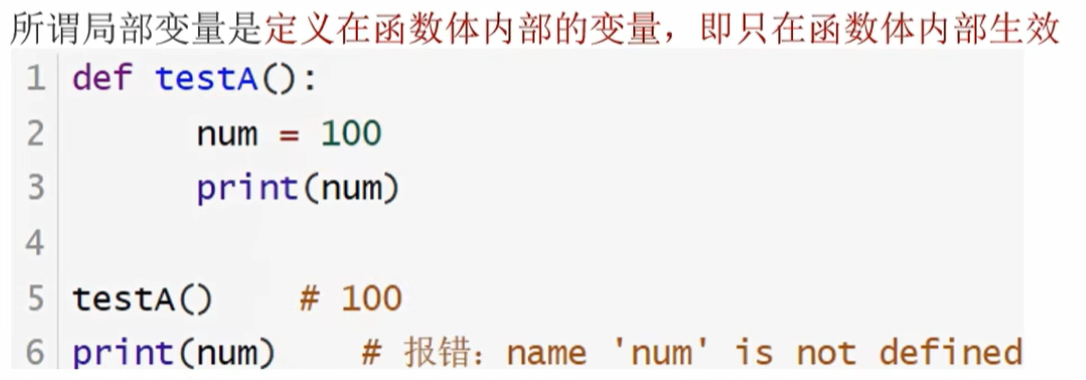 所谓局部变量是定义在函数体内部的变量，即只在函数体内部生效
1 def testA():
2 num = 100
3 print(num)
4
5 testA() # 100
6 print(num) # 报错：name 'num' is not defined